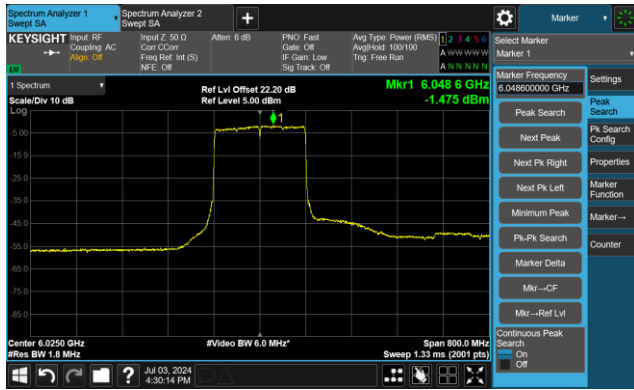 Spectrum Analyzer 1
Swept SA
Spectrum Analyzer 2
Swept SA
+
Marker
KEYSIGHT
Input: RF
Coupling: AC
Align: Off
Input Z: 50 Ω
Corr CCorr
Freq Ref: Int (S)
NFE: Off
Atten: 6 dB
PNO: Fast
Gate: Off
IF Gain: Low
Sig Track: Off
Avg Type: Power (RMS)
Avg|Hold: 100/100
Trig: Free Run
1 2 3 4 5 6
A W W W W W
A N N N N N
Select Marker
Marker 1
LXI
1 Spectrum
Scale/Div 10 dB
Log
Ref Lvl Offset 22.20 dB
Ref Level 5.00 dBm
Mkr1 6.048 6 GHz
-1.475 dBm
1
-5.00
-15.0
-25.0
-35.0
-45.0
-55.0
-65.0
-75.0
-85.0
Center 6.0250 GHz
#Res BW 1.8 MHz
#Video BW 6.0 MHz*
Span 800.0 MHz
Sweep 1.33 ms (2001 pts)
Marker Frequency
6.048600000 GHz
Peak Search
Next Peak
Next Pk Right
Next Pk Left
Minimum Peak
Pk-Pk Search
Marker Delta
Mkr→CF
Mkr→Ref Lvl
Continuous Peak
Search
On
Off
Settings
Peak
Search
Pk Search
Config
Properties
Marker
Function
Marker→
Counter
?
Jul 03, 2024
4:30:14 PM